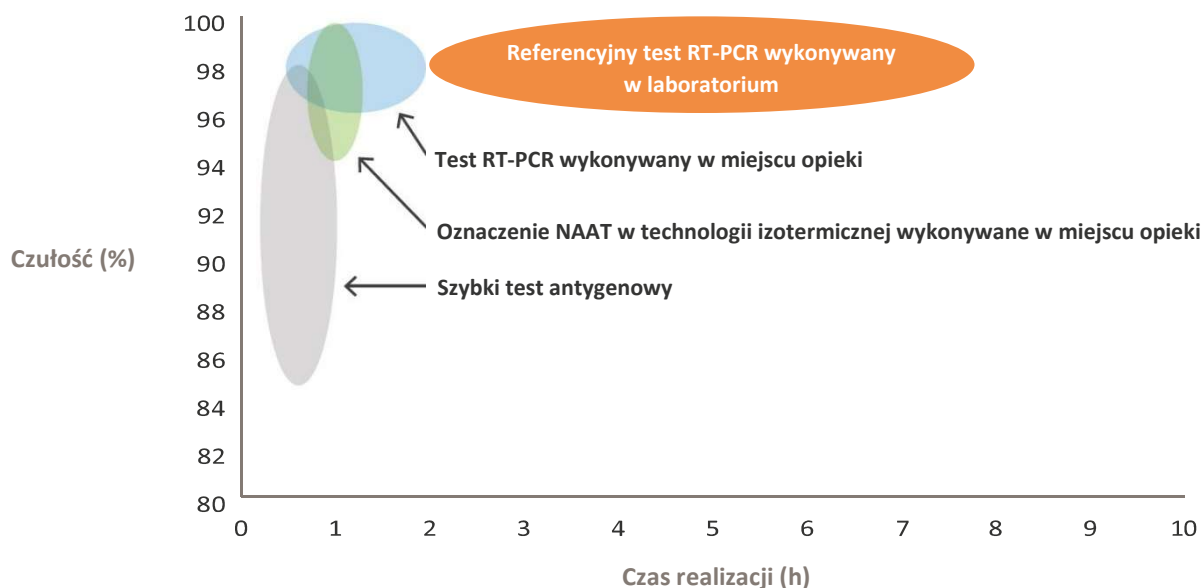 100
98
96
94
92
90
88
86
84
82
80
Czułość (%)
Referencyjny test RT-PCR wykonywany
w laboratorium
Test RT-PCR wykonywany w miejscu opieki
Oznaczenie NAAT w technologii izotermicznej wykonywane w miejscu opieki
Szybki test antygenowy
0 1 2 3 4 5 6 7 8 9 10
Czas realizacji (h)